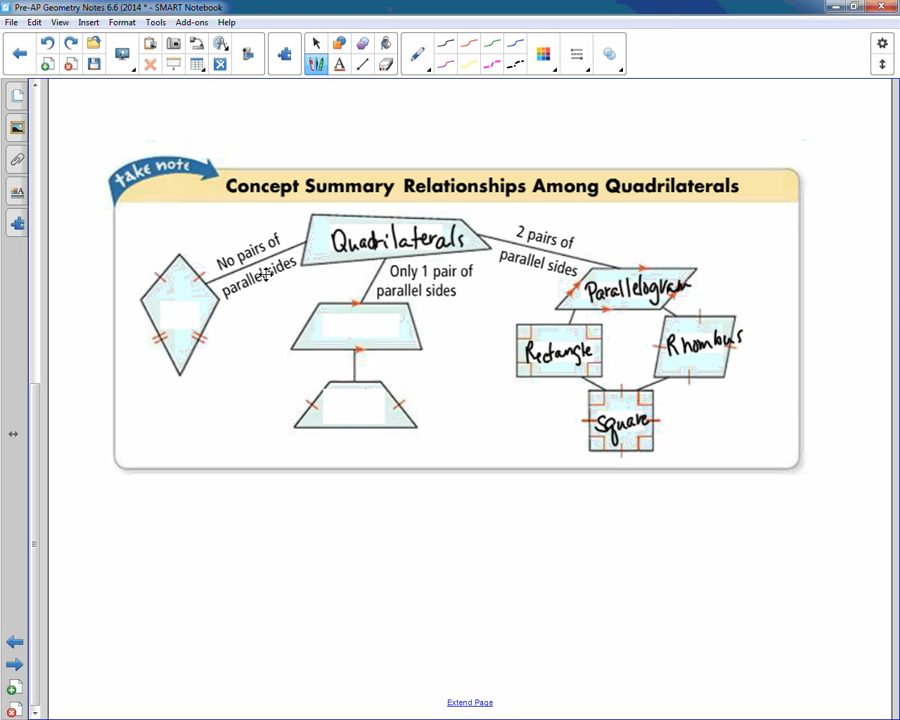 Pre-AP Geometry Notes 6.6 (2014 * - SMART Notebook
File Edit View Insert Format Tools Add-ons Help
take note
Concept Summary Relationships Among Quadrilaterals
Quadrilaterals
No pairs of
parallel sides
Only 1 pair of
parallel sides
2 pairs of
parallel sides
Parallelogram
Rectangle
Rhombus
Square
Extend Page